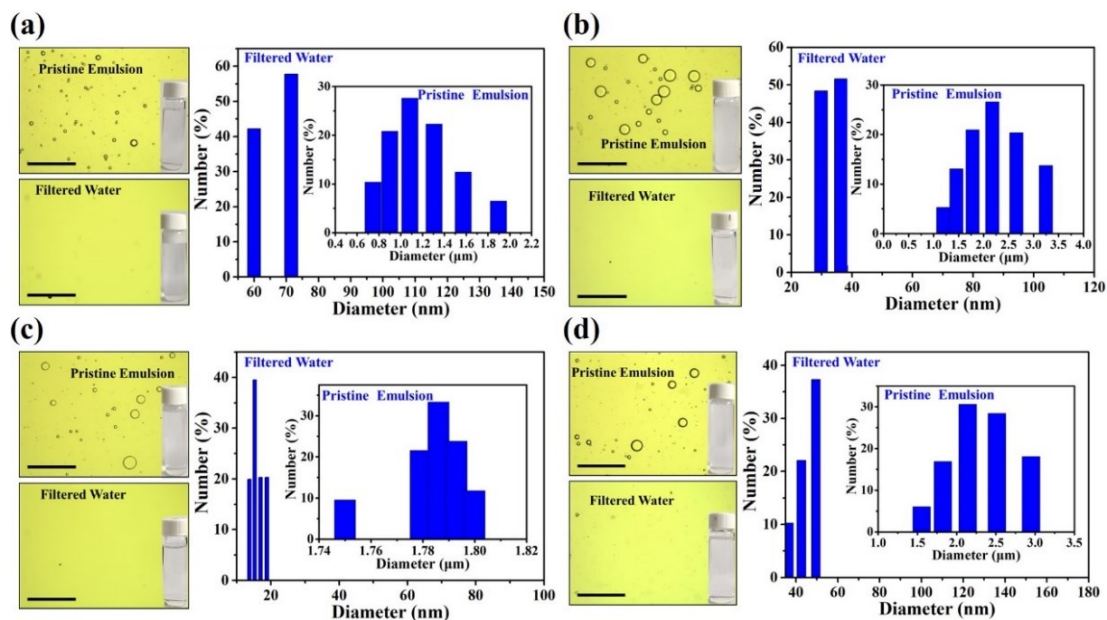 (a)
Pristine Emulsion
Filtered Water
Number (%)
65
60
55
50
45
40
35
30
25
20
15
10
5
0
Filtered Water
60 70 80 90 100 110 120 130 140 150
Diameter (nm)
Pristine Emulsion
Number (%)
30
20
10
0
0.4 0.6 0.8 1.0 1.2 1.4 1.6 1.8 2.0 2.2
Diameter (µm)
(b)
Pristine Emulsion
Filtered Water
Number (%)
60
50
40
30
20
10
0
Filtered Water
20 40 60 80 100 120
Diameter (nm)
Pristine Emulsion
Number (%)
30
20
10
0
0.0 0.5 1.0 1.5 2.0 2.5 3.0 3.5 4.0
Diameter (µm)
(c)
Pristine Emulsion
Filtered Water
Number (%)
40
30
20
10
0
Filtered Water
20 40 60 80 100
Diameter (nm)
Pristine Emulsion
Number (%)
30
20
10
0
1.74 1.76 1.78 1.80 1.82
Diameter (µm)
(d)
Pristine Emulsion
Filtered Water
Number (%)
40
30
20
10
0
Filtered Water
40 60 80 100 120 140 160 180
Diameter (nm)
Pristine Emulsion
Number (%)
30
20
10
0
1.0 1.5 2.0 2.5 3.0 3.5
Diameter (µm)